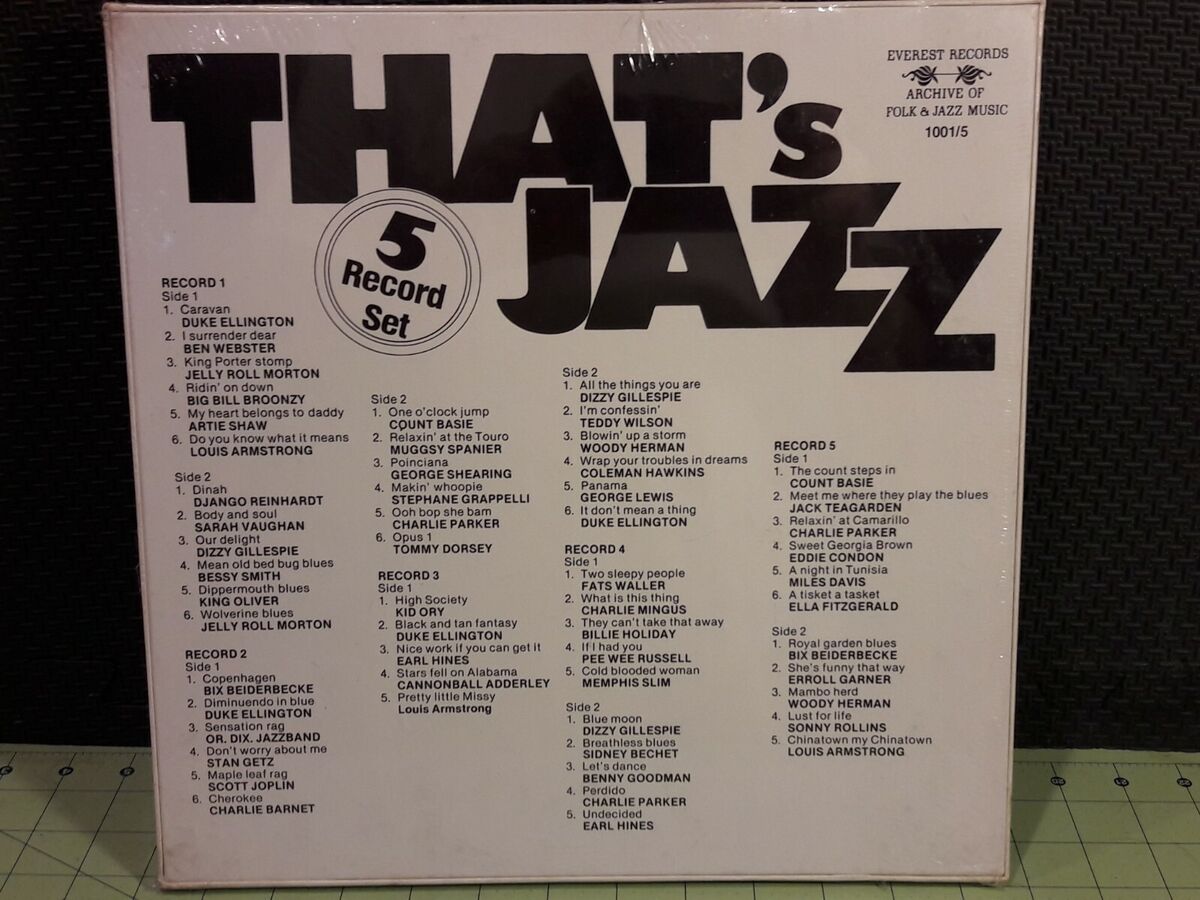 THAT's
JAZZ
EVEREST RECORDS
ARCHIVE OF
FOLK & JAZZ MUSIC
1001/5
5
Record
Set
RECORD 1
Side 1
1. Caravan
DUKE ELLINGTON
2. I surrender dear
BEN WEBSTER
3. King Porter stomp
JELLY ROLL MORTON
4. Ridin' on down
BIG BILL BROONZY
5. My heart belongs to daddy
ARTIE SHAW
6. Do you know what it means
LOUIS ARMSTRONG
Side 2
1. Dinah
DJANGO REINHARDT
2. Body and soul
SARAH VAUGHAN
3. Our delight
DIZZY GILLESPIE
4. Mean old bed bug blues
BESSY SMITH
5. Dippermouth blues
KING OLIVER
6. Wolverine blues
JELLY ROLL MORTON
RECORD 2
Side 1
1. Copenhagen
BIX BEIDERBECKE
2. Diminuendo in blue
DUKE ELLINGTON
3. Sensation rag
OR. DIX. JAZZBAND
4. Don't worry about me
STAN GETZ
5. Maple leaf rag
SCOTT JOPLIN
6. Cherokee
CHARLIE BARNET
Side 2
1. One o'clock jump
COUNT BASIE
2. Relaxin' at the Touro
MUGGSY SPANIER
3. Poinciana
GEORGE SHEARING
4. Makin' whoopie
STEPHANE GRAPPELLI
5. Ooh bop she bam
CHARLIE PARKER
6. Opus 1
TOMMY DORSEY
RECORD 3
Side 1
1. High Society
KID ORY
2. Black and tan fantasy
DUKE ELLINGTON
3. Nice work if you can get it
EARL HINES
4. Stars fell on Alabama
CANNONBALL ADDERLEY
5. Pretty little Missy
Louis Armstrong
Side 2
1. All the things you are
DIZZY GILLESPIE
2. I'm confessin'
TEDDY WILSON
3. Blowin' up a storm
WOODY HERMAN
4. Wrap your troubles in dreams
COLEMAN HAWKINS
5. Panama
GEORGE LEWIS
6. It don't mean a thing
DUKE ELLINGTON
RECORD 4
Side 1
1. Two sleepy people
FATS WALLER
2. What is this thing
CHARLIE MINGUS
3. They can't take that away
BILLIE HOLIDAY
4. If I had you
PEE WEE RUSSELL
5. Cold blooded woman
MEMPHIS SLIM
Side 2
1. Blue moon
DIZZY GILLESPIE
2. Breathless blues
SIDNEY BECHET
3. Let's dance
BENNY GOODMAN
4. Perdido
CHARLIE PARKER
5. Undecided
EARL HINES
RECORD 5
Side 1
1. The count steps in
COUNT BASIE
2. Meet me where they play the blues
JACK TEAGARDEN
3. Relaxin' at Camarillo
CHARLIE PARKER
4. Sweet Georgia Brown
EDDIE CONDON
5. A night in Tunisia
MILES DAVIS
6. A tisket a tasket
ELLA FITZGERALD
Side 2
1. Royal garden blues
BIX BEIDERBECKE
2. She's funny that way
ERROLL GARNER
3. Mambo herd
WOODY HERMAN
4. Lust for life
SONNY ROLLINS
5. Chinatown my Chinatown
LOUIS ARMSTRONG